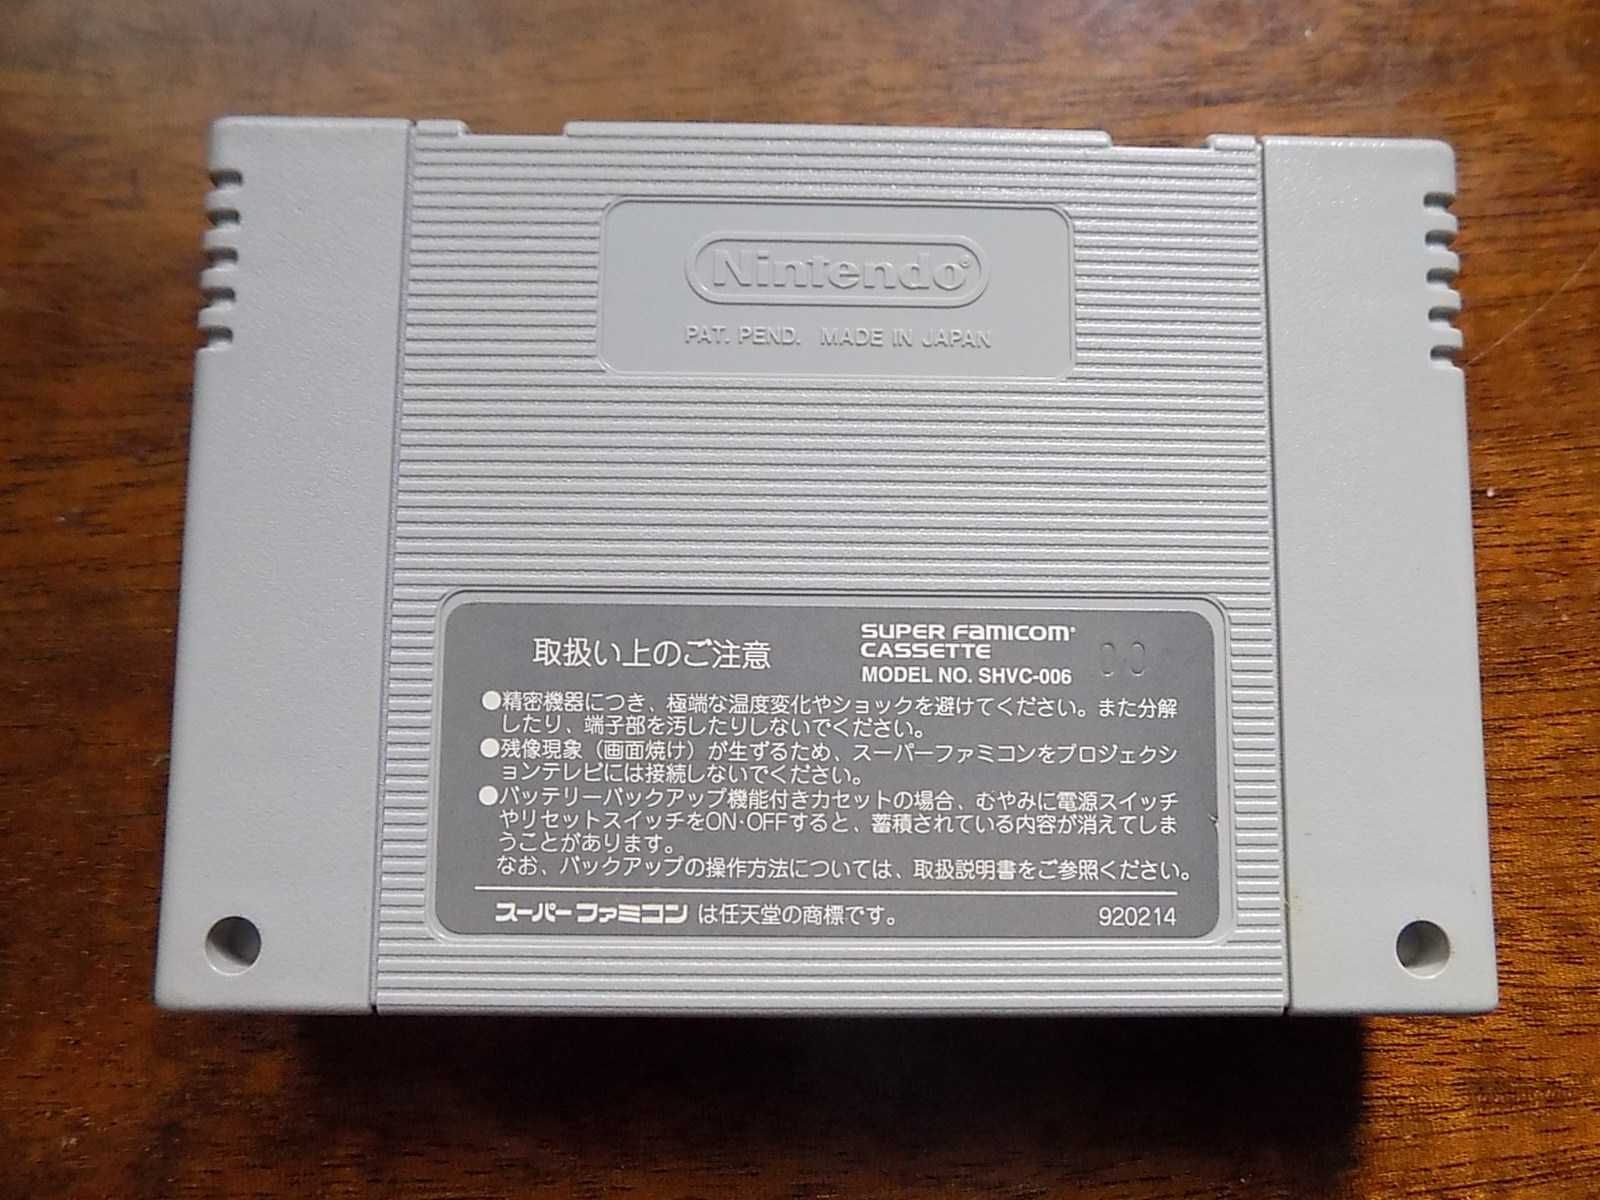 Nintendo®
PAT. PEND. MADE IN JAPAN
取扱い上のご注意
SUPER FAMICOM®
CASSETTE
MODEL NO. SHVC-006
00
●精密機器につき、極端な温度変化やショックを避けてください。また分解
したり、端子部を汚したりしないでください。
●残像現象（画面焼け）が生ずるため、スーパーファミコンをプロジェクシ
ョンテレビには接続しないでください。
●バッテリーバックアップ機能付きカセットの場合、むやみに電源スイッチ
やリセットスイッチをON・OFFすると、蓄積されている内容が消えてしま
うことがあります。
なお、バックアップの操作方法については、取扱説明書をご参照ください。
スーパーファミコン は任天堂の商標です。
920214